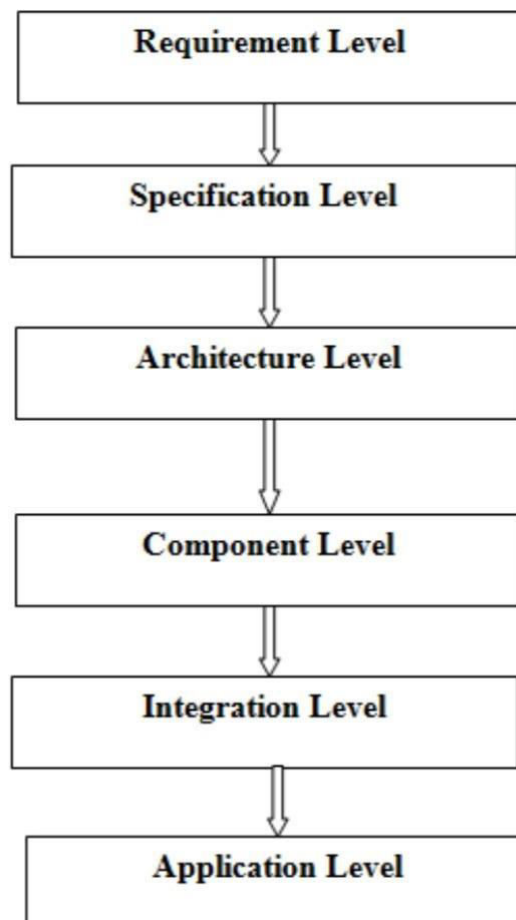 Requirement Level
Specification Level
Architecture Level
Component Level
Integration Level
Application Level